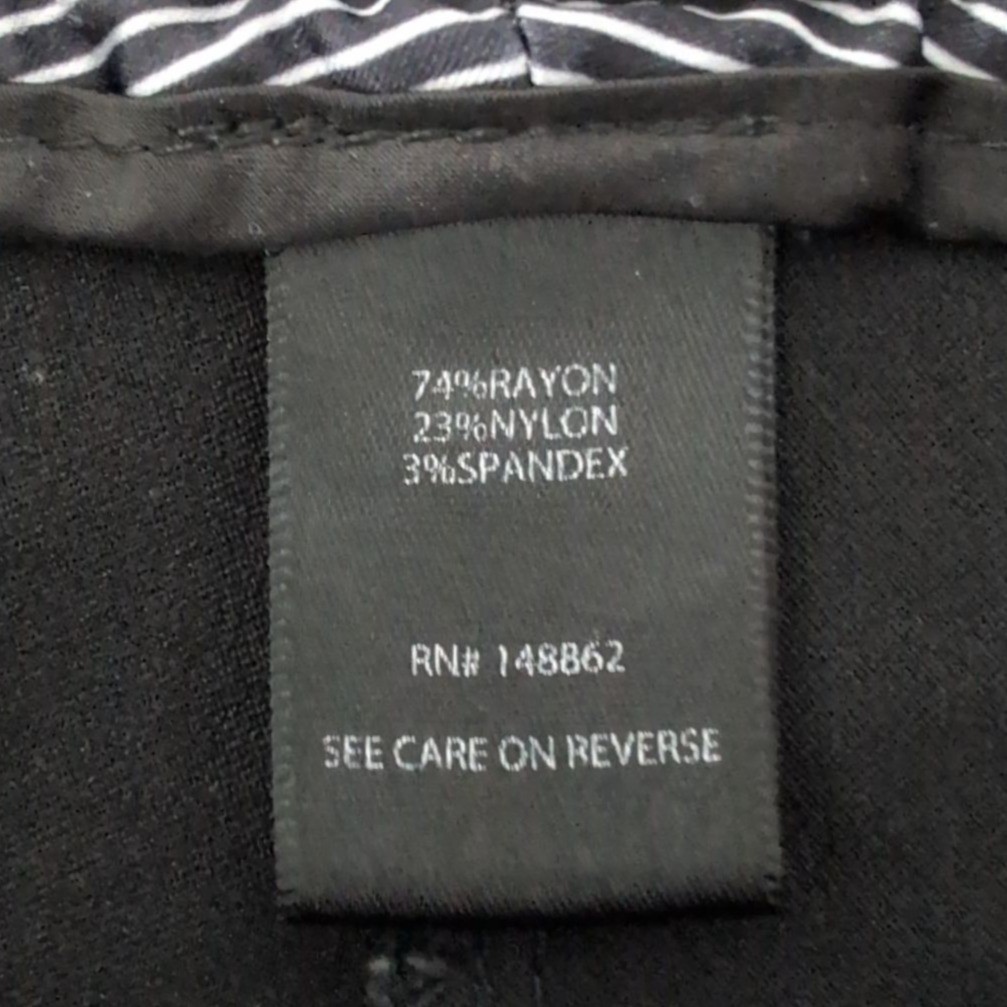 74%RAYON
23%NYLON
3%SPANDEX
RN# 148862
SEE CARE ON REVERSE